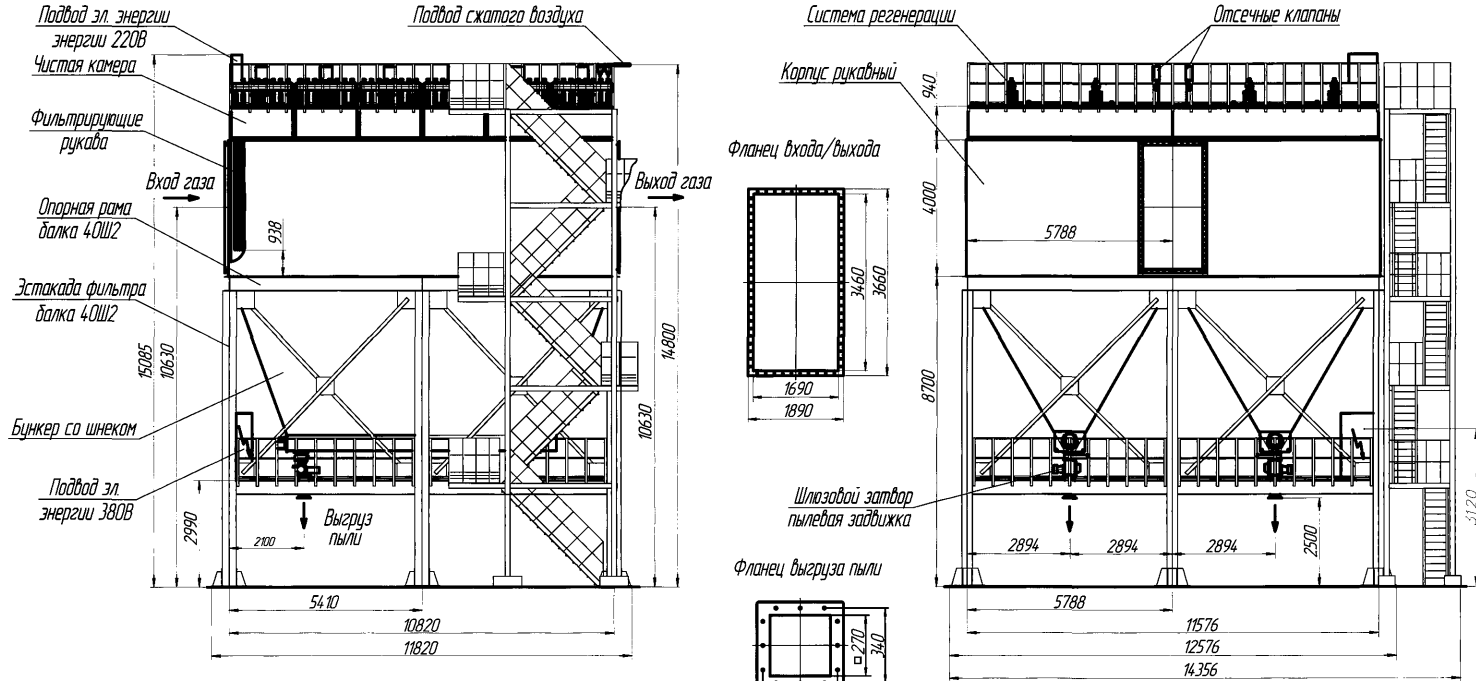 Подвод эл. энергии
энергии 220В
Чистая камера
Фильтрирующие
рукава
Вход газа
Опорная рама
балка 40Ш2
Эстакада фильтра
балка 40Ш2
Бункер со шнеком
Подвод эл.
энергии 380В
Подвод сжатого воздуха
Выход газа
938
15085
10630
2990
2100
Выгруз
пыли
14800
10630
5410
10820
11820
Фланец входа/выхода
3460
3660
1690
1890
Фланец выгруза пыли
□270
340
Система регенерации
Отсечные клапаны
Корпус рукавный
940
4000
5788
8700
Шлюзовой затвор
пылевая задвижка
2894
2894
2894
2500
3120
5788
11576
12576
14356